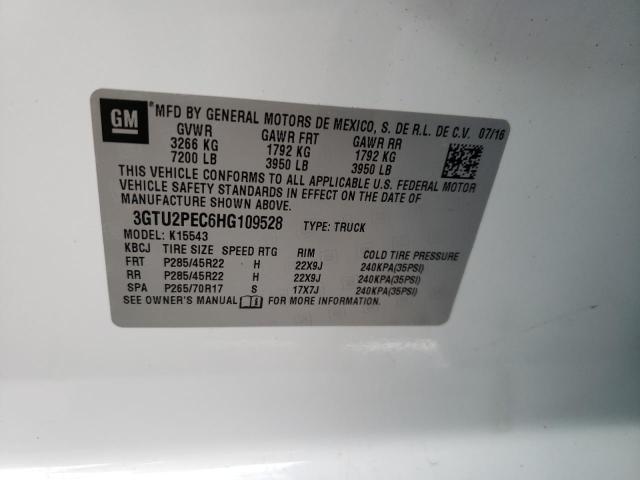 GM
*MFD BY GENERAL MOTORS DE MEXICO, S. DE R.L. DE C.V. 07/16
GVWR GAWR FRT GAWR RR
3266 KG 1792 KG 1792 KG
7200 LB 3950 LB 3950 LB
THIS VEHICLE CONFORMS TO ALL APPLICABLE U.S. FEDERAL MOTOR
VEHICLE SAFETY STANDARDS IN EFFECT ON THE DATE OF
MANUFACTURE SHOWN ABOVE.
3GTU2PEC6HG109528 TYPE: TRUCK
MODEL: K15543
KBCJ TIRE SIZE SPEED RTG RIM COLD TIRE PRESSURE
FRT P285/45R22 H 22X9J 240KPA(35PSI)
RR P285/45R22 H 22X9J 240KPA(35PSI)
SPA P265/70R17 S 17X7J 240KPA(35PSI)
SEE OWNER'S MANUAL FOR MORE INFORMATION.